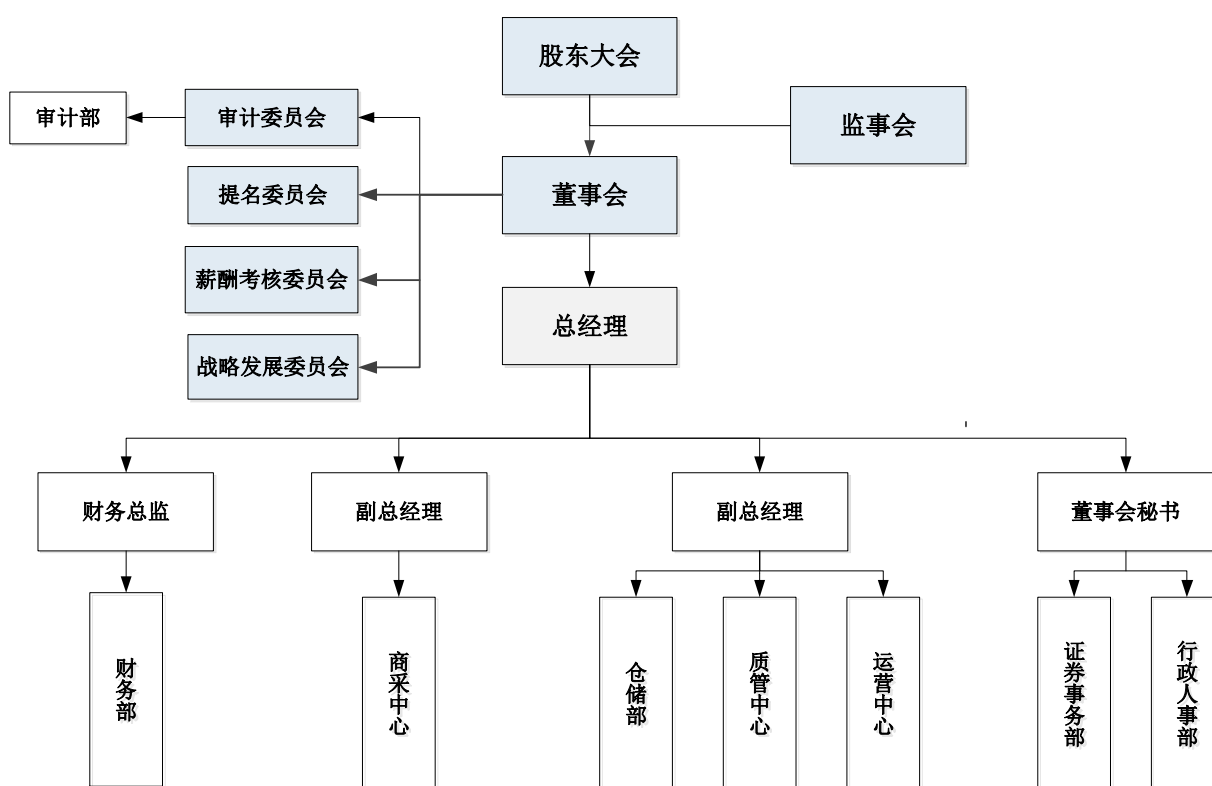 股东大会
审计部
审计委员会
监事会
提名委员会
董事会
薪酬考核委员会
总经理
战略发展委员会
财务总监
副总经理
副总经理
董事会秘书
财务部
商采中心
仓储部
质管中心
运营中心
证券事务部
行政人事部